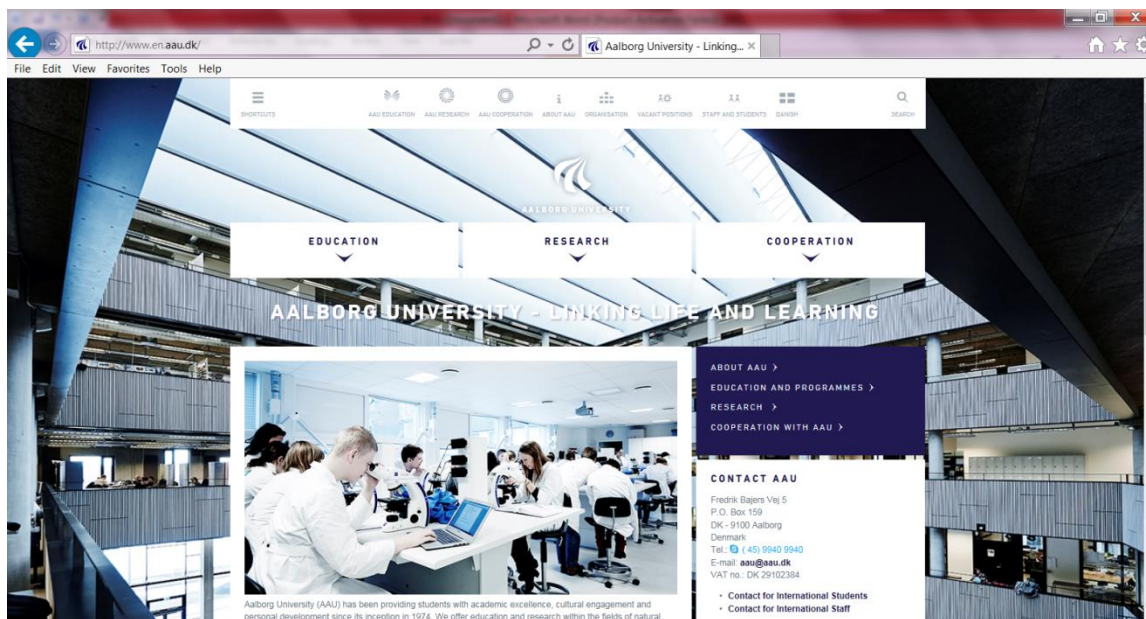 http://www.en.aau.dk/
Aalborg University - Linking...
File Edit View Favorites Tools Help
SHORTCUTS
AAU EDUCATION
AAU RESEARCH
AAU COOPERATION
ABOUT AAU
ORGANISATION
VACANT POSITIONS
STAFF AND STUDENTS
DANISH
SEARCH
AALBORG UNIVERSITY
EDUCATION
RESEARCH
COOPERATION
AALBORG UNIVERSITY - LINKING LIFE AND LEARNING
ABOUT AAU
EDUCATION AND PROGRAMMES
RESEARCH
COOPERATION WITH AAU
CONTACT AAU
Fredrik Bajers Vej 5
P.O. Box 159
DK - 9100 Aalborg
Denmark
Tel.: ( 45) 9940 9940
E-mail: aau@aau.dk
VAT no.: DK 29102384
• Contact for International Students
• Contact for International Staff
Aalborg University (AAU) has been providing students with academic excellence, cultural engagement and
personal development since its inception in 1974. We offer education and research within the fields of natural